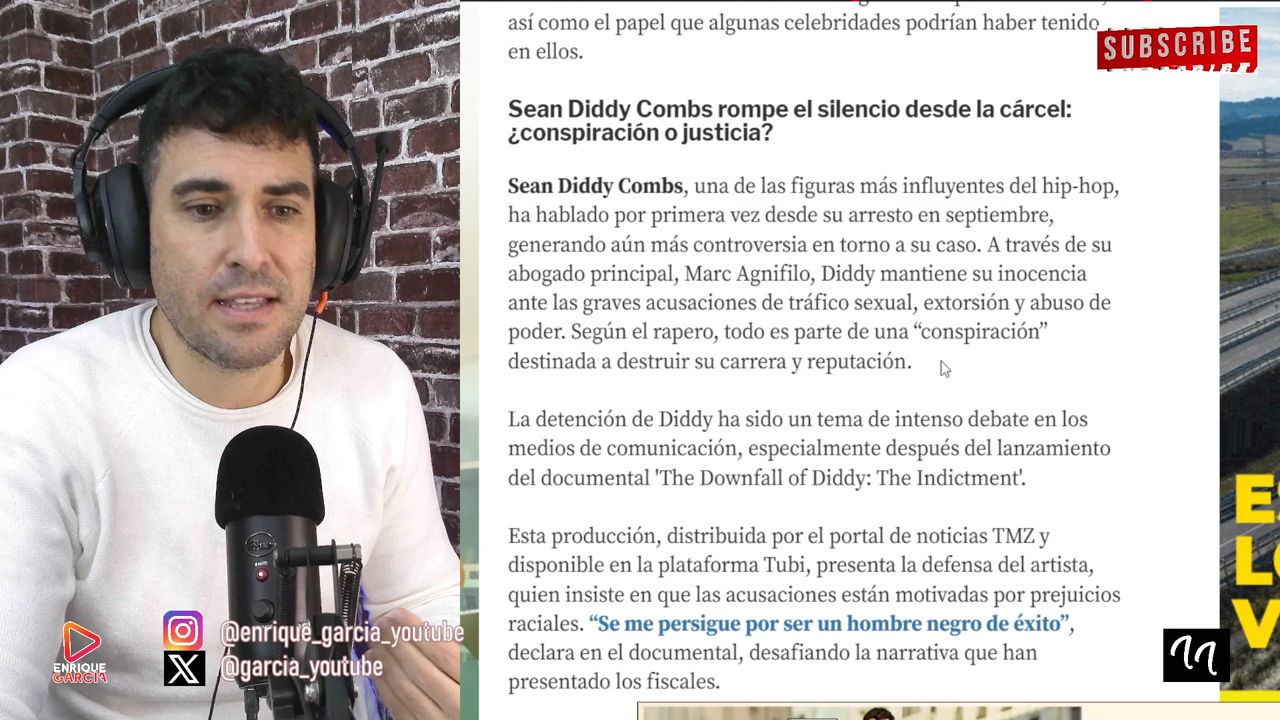 así como el papel que algunas celebridades podrían haber tenido
en ellos.
SUBSCRIBE
Sean Diddy Combs rompe el silencio desde la cárcel:
¿conspiración o justicia?
Sean Diddy Combs, una de las figuras más influyentes del hip-hop,
ha hablado por primera vez desde su arresto en septiembre,
generando aún más controversia en torno a su caso. A través de su
abogado principal, Marc Agnifilo, Diddy mantiene su inocencia
ante las graves acusaciones de tráfico sexual, extorsión y abuso de
poder. Según el rapero, todo es parte de una “conspiración”
destinada a destruir su carrera y reputación.
La detención de Diddy ha sido un tema de intenso debate en los
medios de comunicación, especialmente después del lanzamiento
del documental 'The Downfall of Diddy: The Indictment'.
Esta producción, distribuida por el portal de noticias TMZ y
disponible en la plataforma Tubi, presenta la defensa del artista,
quien insiste en que las acusaciones están motivadas por prejuicios
raciales. “Se me persigue por ser un hombre negro de éxito”,
declara en el documental, desafiando la narrativa que han
presentado los fiscales.
@enrique_garcia_youtube
@garcia_youtube
ENRIQUE
GARCIA